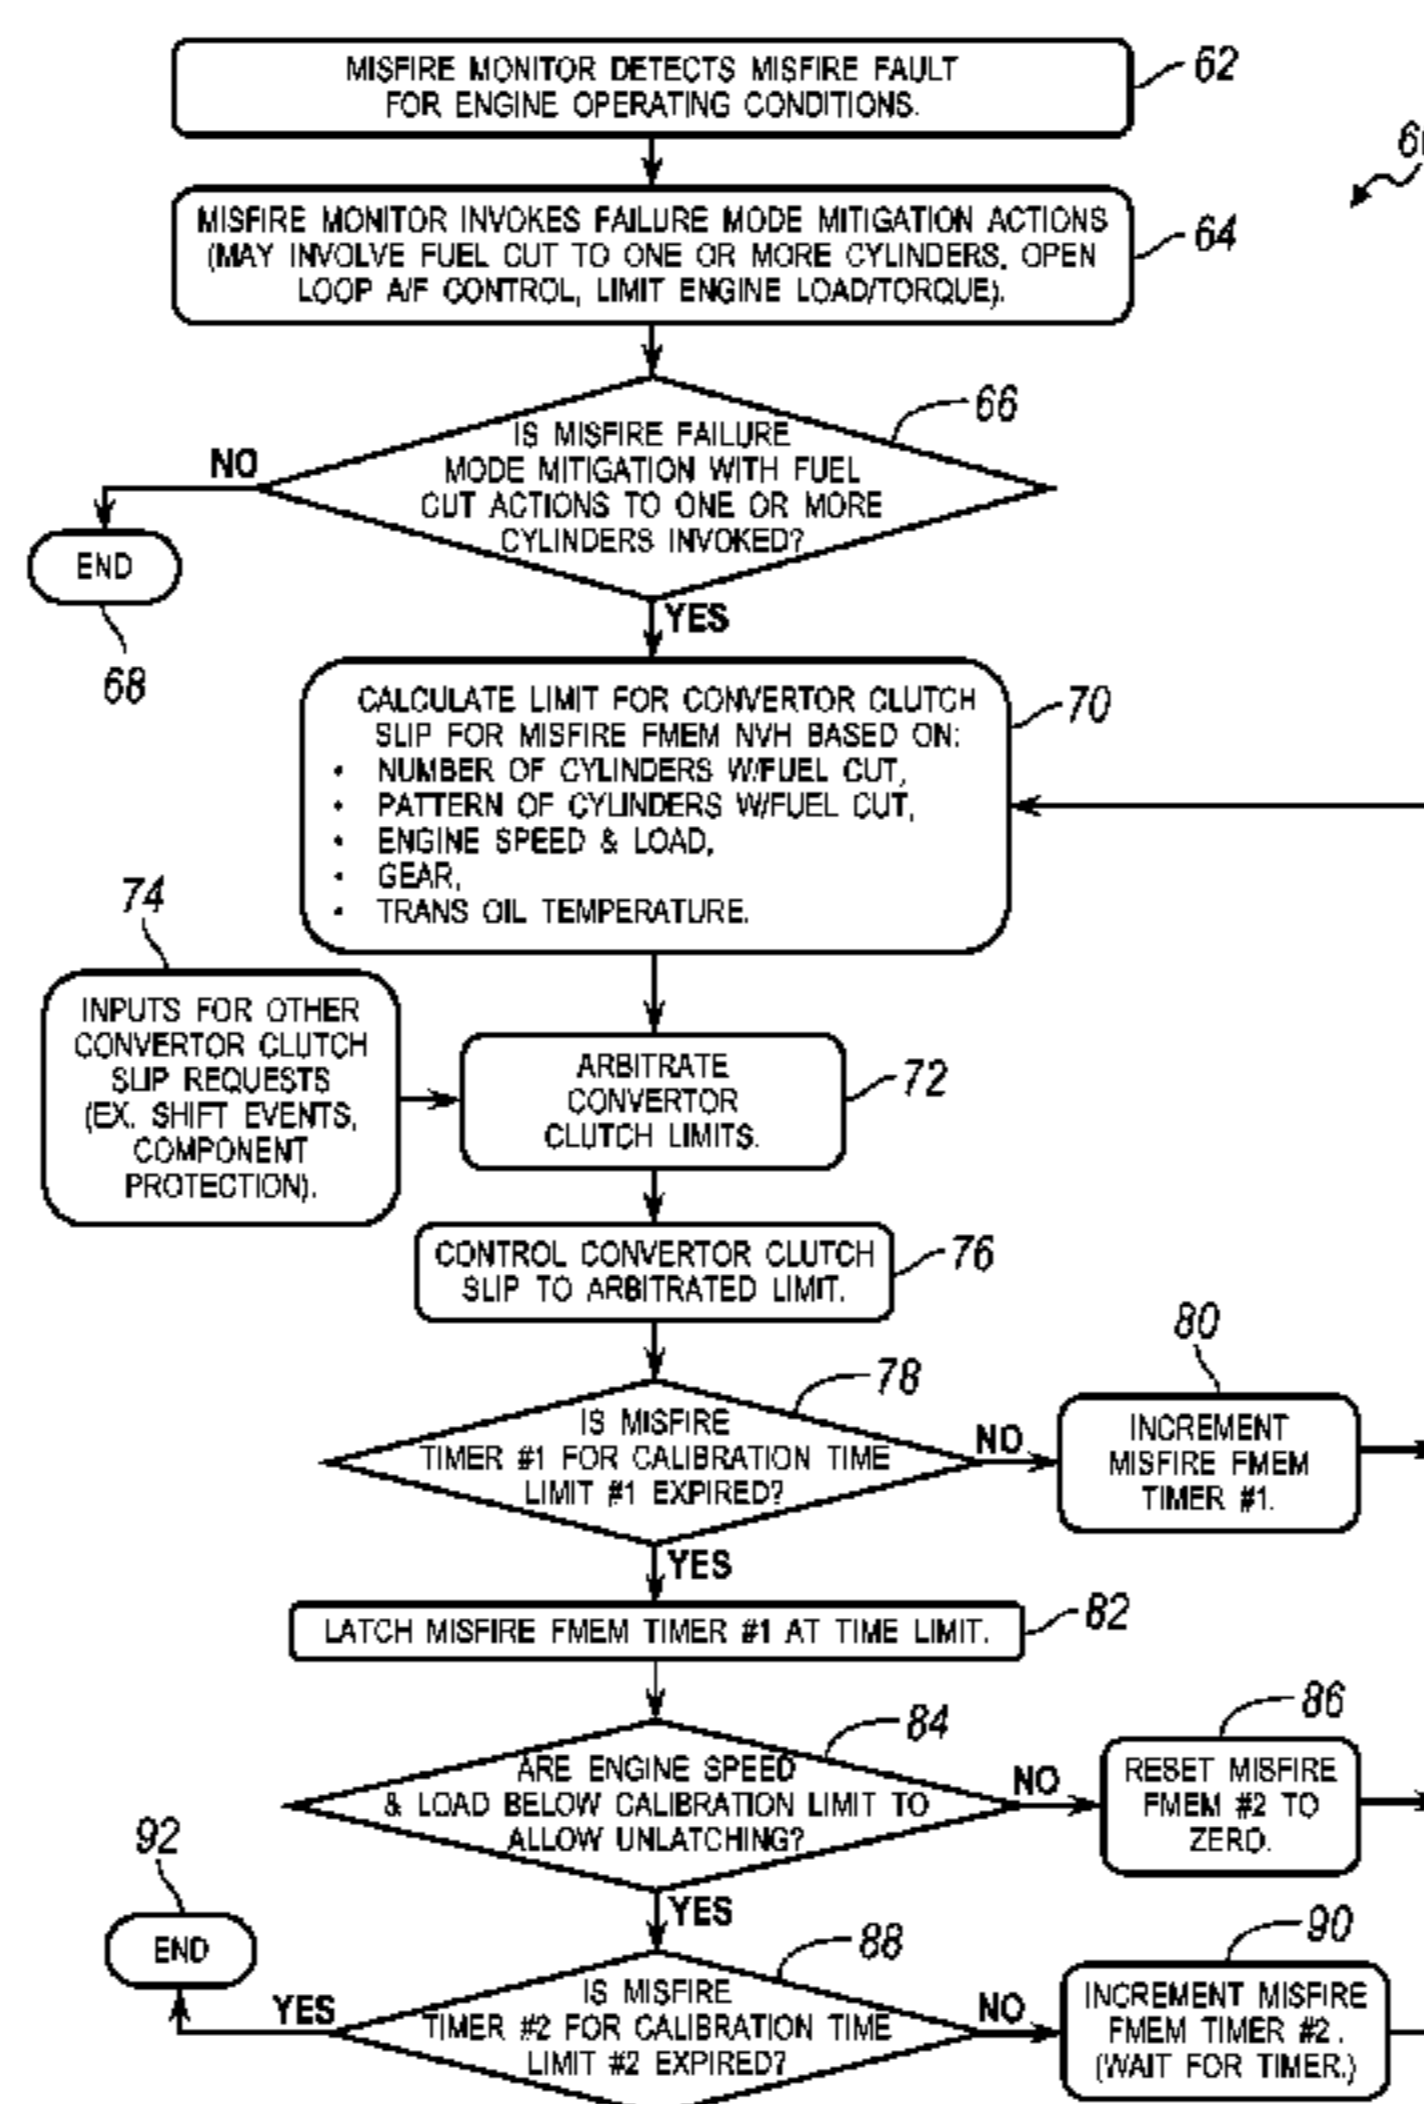 MISFIRE MONITOR DETECTS MISFIRE FAULT
FOR ENGINE OPERATING CONDITIONS.
62
MISFIRE MONITOR INVOKES FAILURE MODE MITIGATION ACTIONS
(MAY INVOLVE FUEL CUT TO ONE OR MORE CYLINDERS, OPEN
LOOP A/F CONTROL, LIMIT ENGINE LOAD/TORQUE).
64
IS MISFIRE FAILURE
MODE MITIGATION WITH FUEL
CUT ACTIONS TO ONE OR MORE
CYLINDERS INVOKED?
66
NO
END
68
YES
CALCULATE LIMIT FOR CONVERTOR CLUTCH
SLIP FOR MISFIRE FMEM NVH BASED ON:
• NUMBER OF CYLINDERS W/FUEL CUT,
• PATTERN OF CYLINDERS W/FUEL CUT,
• ENGINE SPEED & LOAD,
• GEAR,
• TRANS OIL TEMPERATURE.
70
74
INPUTS FOR OTHER
CONVERTOR CLUTCH
SLIP REQUESTS
(EX. SHIFT EVENTS,
COMPONENT
PROTECTION).
ARBITRATE
CONVERTOR
CLUTCH LIMITS.
72
CONTROL CONVERTOR CLUTCH
SLIP TO ARBITRATED LIMIT.
76
IS MISFIRE
TIMER #1 FOR CALIBRATION TIME
LIMIT #1 EXPIRED?
78
NO
80
INCREMENT
MISFIRE FMEM
TIMER #1.
YES
LATCH MISFIRE FMEM TIMER #1 AT TIME LIMIT.
82
ARE ENGINE SPEED
& LOAD BELOW CALIBRATION LIMIT TO
ALLOW UNLATCHING?
84
NO
86
RESET MISFIRE
FMEM #2 TO
ZERO.
YES
92
END
YES
IS MISFIRE
TIMER #2 FOR CALIBRATION TIME
LIMIT #2 EXPIRED?
88
NO
90
INCREMENT MISFIRE
FMEM TIMER #2.
(WAIT FOR TIMER.)